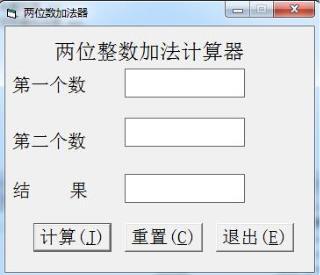 两位数加法器
两位整数加法计算器
第一个数
第二个数
结 果
计算(J) 重置(C) 退出(E)